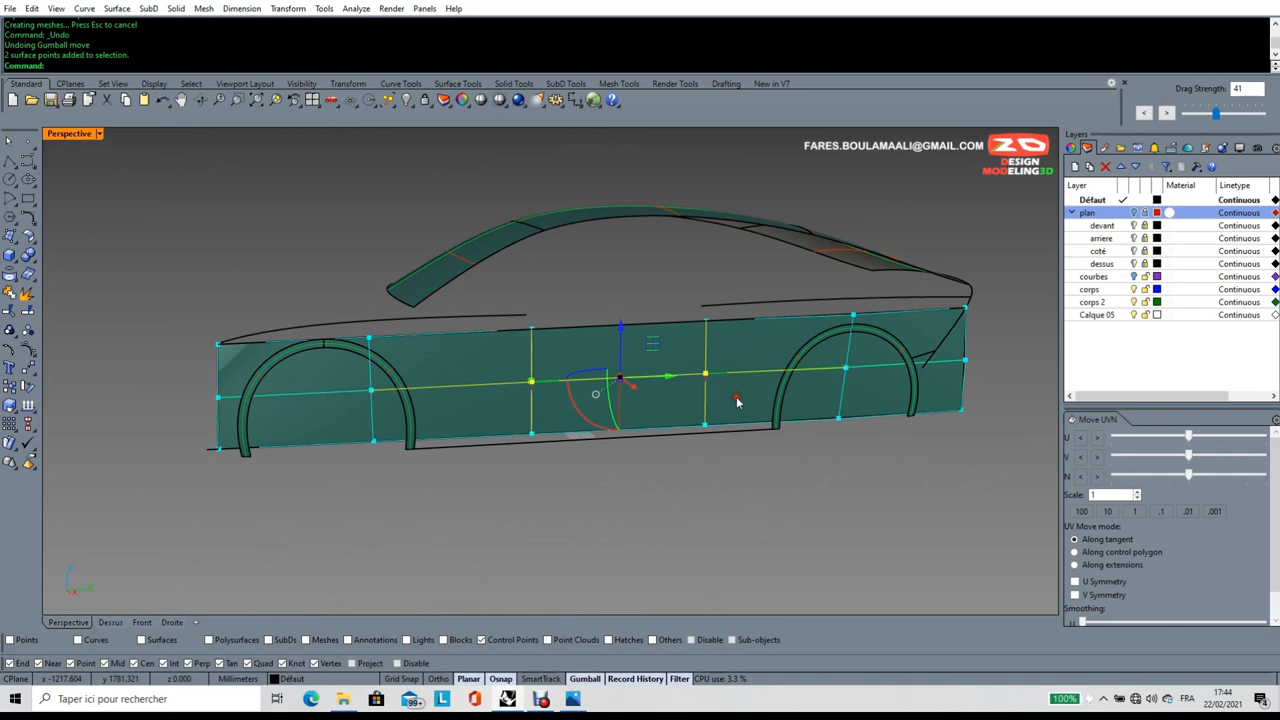 File Edit View Curve Surface Solid SubD Mesh Dimension Transform Tools Analyze Render Panels Help
Creating meshes... Press Esc to cancel
Command: _Undo
Undoing Gumball move
2 surface points added to selection.
Command:
Standard CPlanes Set View Display Select Viewport Layout Visibility Transform Curve Tools Surface Tools Solid Tools SubD Tools Mesh Tools Render Tools Drafting New in V7
Drag Strength: 41
< >
Perspective
FARES.BOULAMAALI@GMAIL.COM
DESIGN
MODELING3D
Layers
Layer Material Linetype
Défaut Continuous
plan Continuous
devant Continuous
arriere Continuous
coté Continuous
dessus Continuous
courbes Continuous
corps Continuous
corps 2 Continuous
Calque 05 Continuous
Move UVN
U < >
V < >
N < >
Scale: 1
100 10 1 .1 .01 .001
UV Move mode:
Along tangent
Along control polygon
Along extensions
U Symmetry
V Symmetry
Smoothing:
Perspective Dessus Front Droite
Points Curves Surfaces Polysurfaces SubDs Meshes Annotations Lights Blocks Control Points Point Clouds Hatches Others Disable Sub-objects
End Near Point Mid Cen Int Perp Tan Quad Knot Vertex Project Disable
CPlane x -1217.604 y 1781.321 z 0.000 Millimeters Défaut Grid Snap Ortho Planar Osnap SmartTrack Gumball Record History Filter CPU use: 3.3 %
Taper ici pour rechercher
99+
100%
FRA
17:44
22/02/2021
4